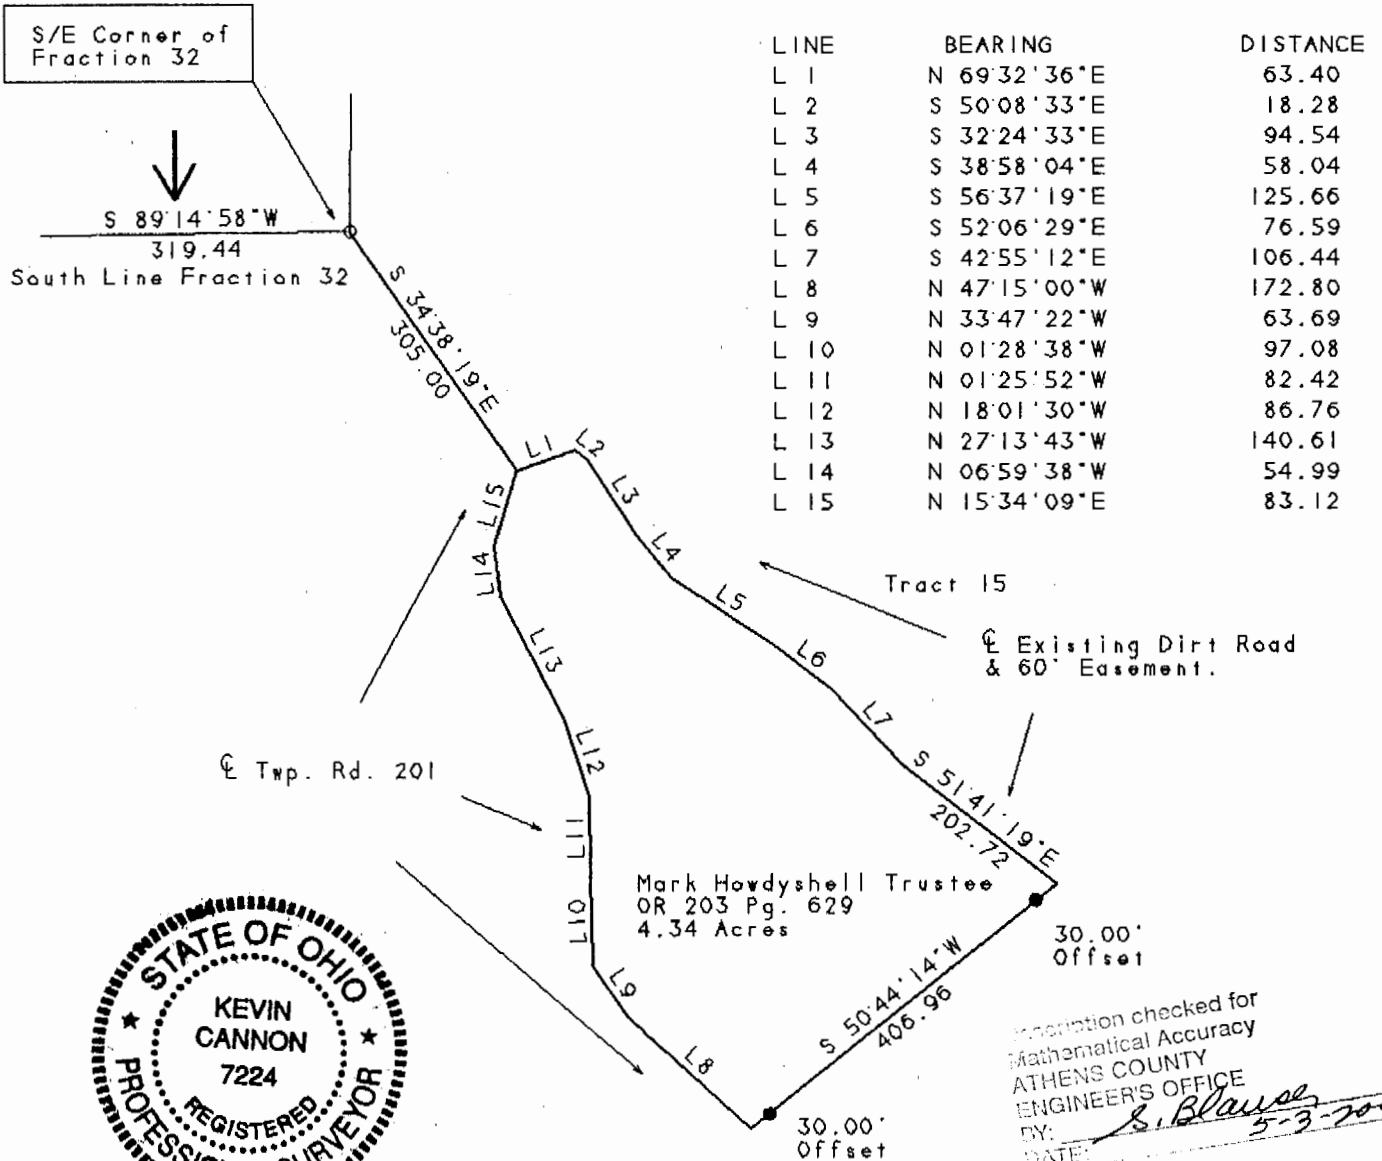 S/E Corner of
Fraction 32
S 89°14'58"W
319.44
South Line Fraction 32
S 34°38'19"E
305.00
LINE BEARING DISTANCE
L 1 N 69°32'36"E 63.40
L 2 S 50°08'33"E 18.28
L 3 S 32°24'33"E 94.54
L 4 S 38°58'04"E 58.04
L 5 S 56°37'19"E 125.66
L 6 S 52°06'29"E 76.59
L 7 S 42°55'12"E 106.44
L 8 N 47°15'00"W 172.80
L 9 N 33°47'22"W 63.69
L 10 N 01°28'38"W 97.08
L 11 N 01°25'52"W 82.42
L 12 N 18°01'30"W 86.76
L 13 N 27°13'43"W 140.61
L 14 N 06°59'38"W 54.99
L 15 N 15°34'09"E 83.12
L1
L2
L3
L4
L5
L6
L7
L15
L14
L13
L12
L11
L10
L9
L8
Tract 15
℄ Existing Dirt Road
& 60' Easement.
℄ Twp. Rd. 201
S 51°41'19"E
202.72
Mark Howdyshell Trustee
OR 203 Pg. 629
4.34 Acres
30.00'
Offset
S 50°44'14"W
406.96
30.00'
Offset
STATE OF OHIO
KEVIN
CANNON
7224
REGISTERED
PROFESSIONAL SURVEYOR
Description checked for
Mathematical Accuracy
ATHENS COUNTY
ENGINEER'S OFFICE
BY: S. Blauser
DATE: 5-3-